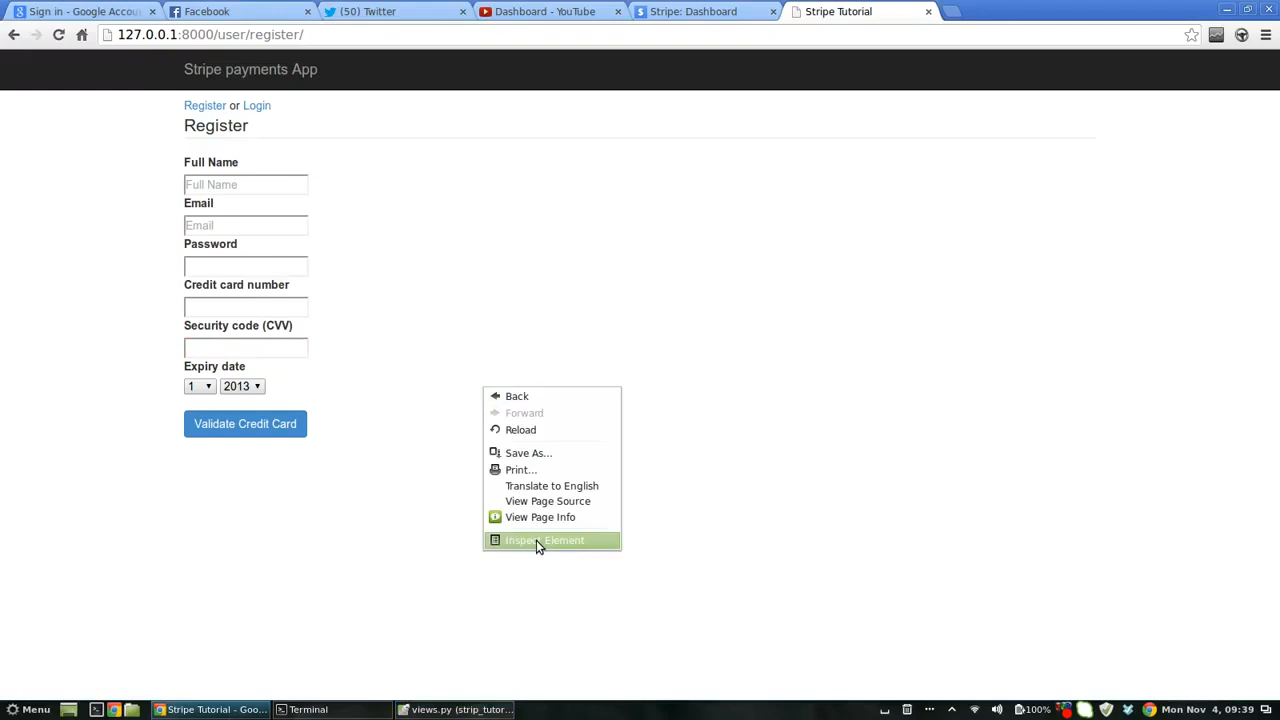 Sign in - Google Accou
Facebook
(50) Twitter
Dashboard - YouTube
Stripe: Dashboard
Stripe Tutorial
127.0.0.1:8000/user/register/
Stripe payments App
Register or Login
Register
Full Name
Full Name
Email
Email
Password
Credit card number
Security code (CVV)
Expiry date
1 2013
Validate Credit Card
Back
Forward
Reload
Save As...
Print...
Translate to English
View Page Source
View Page Info
Inspect Element
Menu
Stripe Tutorial - Goo...
Terminal
views.py (strip_tutor...
100%
Mon Nov 4, 09:39